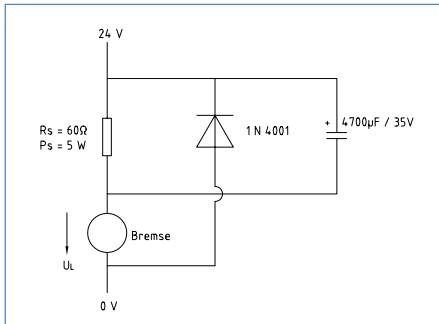 24 V
Rs = 60Ω
Ps = 5 W
1 N 4001
+ 4700µF / 35V
Bremse
UL
0 V